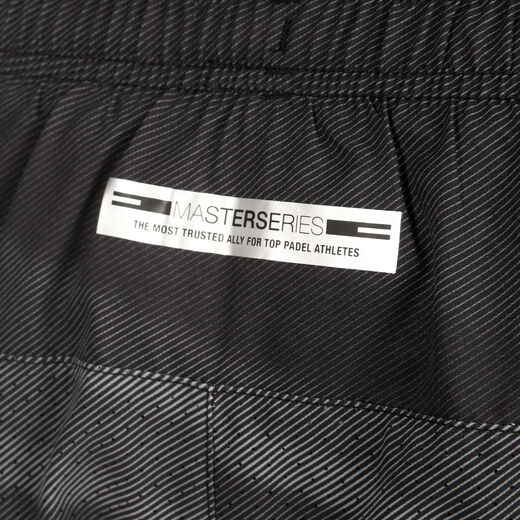 MASTERSERIES
THE MOST TRUSTED ALLY FOR TOP PADEL ATHLETES